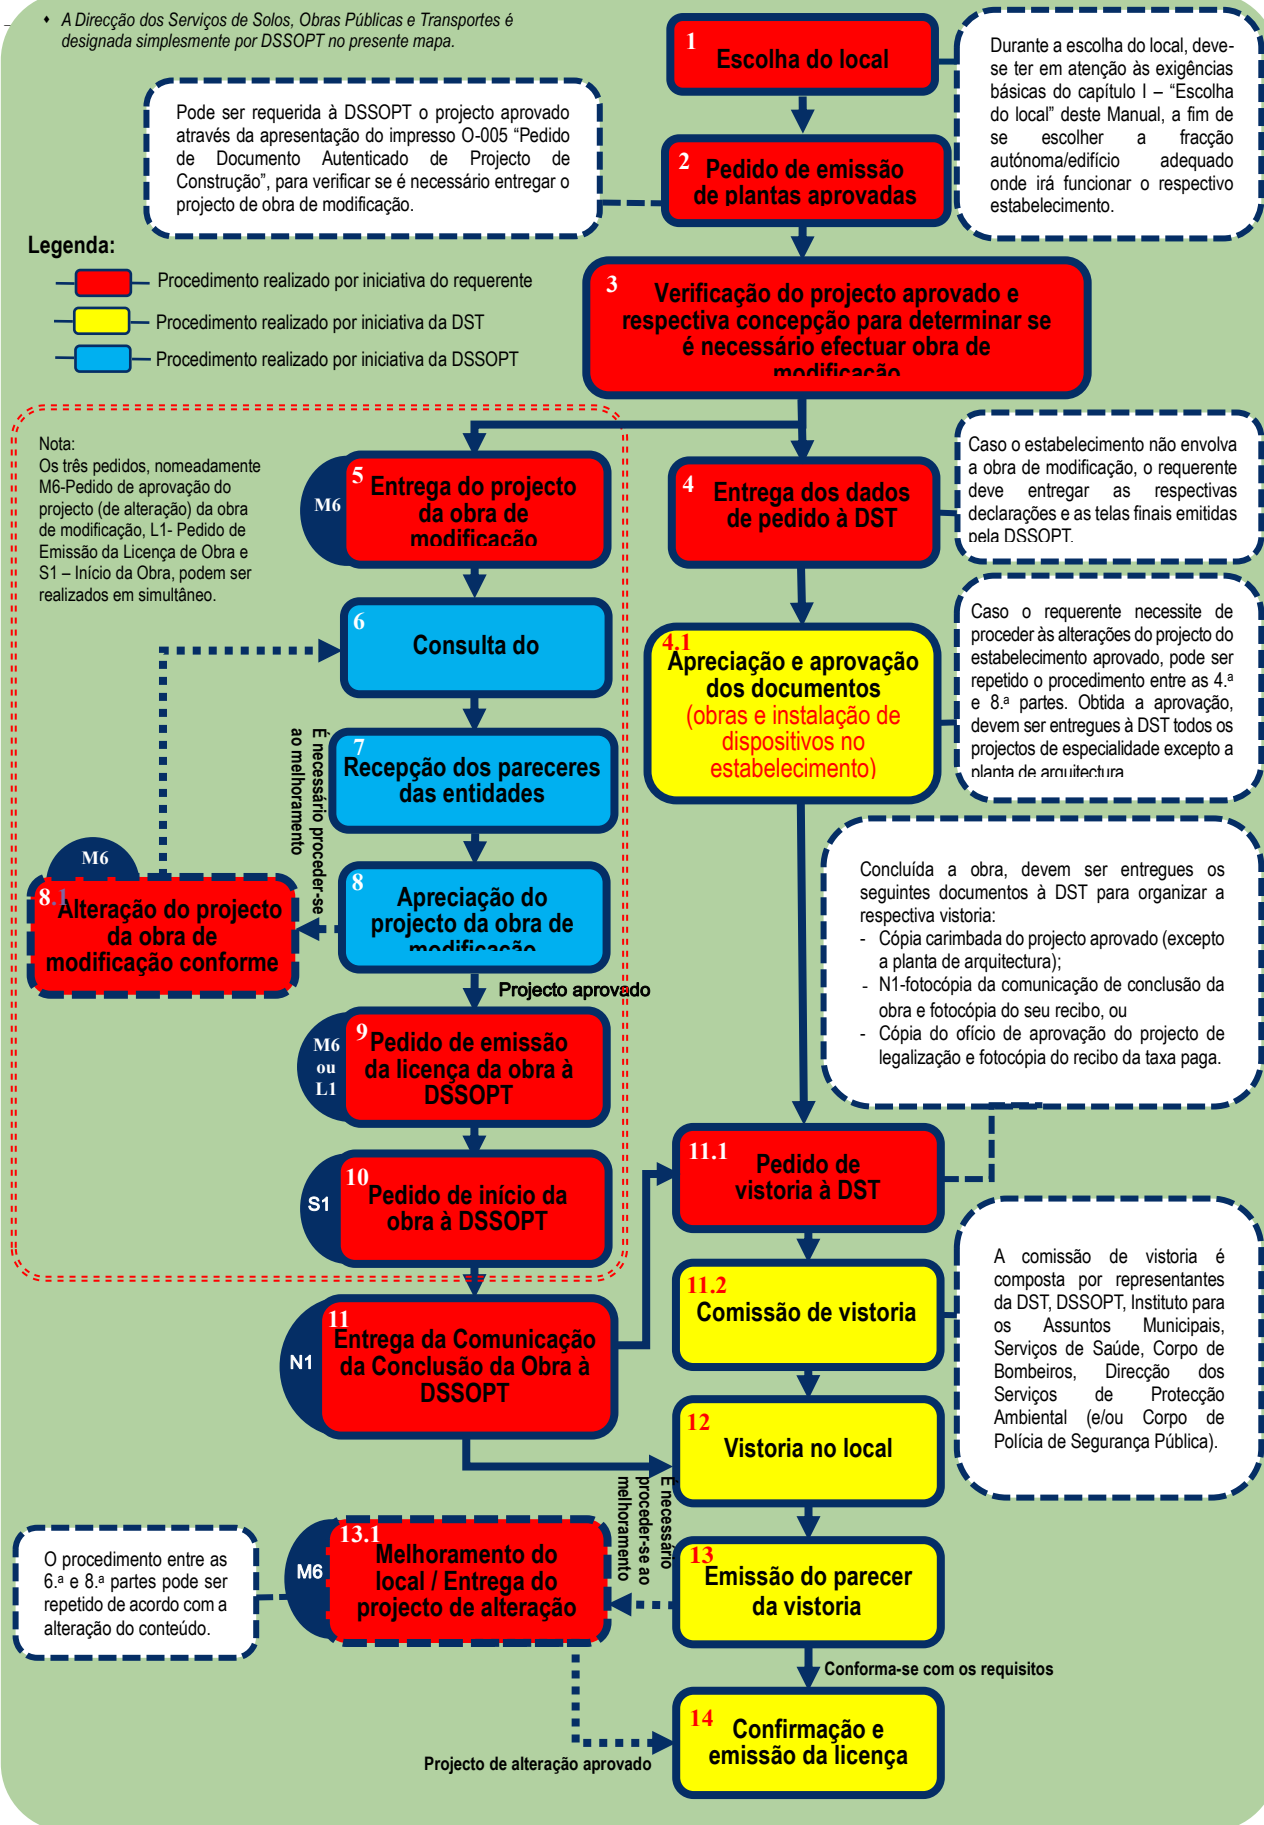 ♦ A Direcção dos Serviços de Solos, Obras Públicas e Transportes é
designada simplesmente por DSSOPT no presente mapa.
1
Escolha do local
Durante a escolha do local, deve-
se ter em atenção às exigências
básicas do capítulo I – “Escolha
do local” deste Manual, a fim de
se escolher a fracção
autónoma/edifício adequado
onde irá funcionar o respectivo
estabelecimento.
Pode ser requerida à DSSOPT o projecto aprovado
através da apresentação do impresso O-005 “Pedido
de Documento Autenticado de Projecto de
Construção”, para verificar se é necessário entregar o
projecto de obra de modificação.
2
Pedido de emissão
de plantas aprovadas
Legenda:
Procedimento realizado por iniciativa do requerente
Procedimento realizado por iniciativa da DST
Procedimento realizado por iniciativa da DSSOPT
3
Verificação do projecto aprovado e
respectiva concepção para determinar se
é necessário efectuar obra de
modificação
Nota:
Os três pedidos, nomeadamente
M6-Pedido de aprovação do
projecto (de alteração) da obra
de modificação, L1- Pedido de
Emissão da Licença de Obra e
S1 – Início da Obra, podem ser
realizados em simultâneo.
M6
5
Entrega do projecto
da obra de
modificação
4
Entrega dos dados
de pedido à DST
Caso o estabelecimento não envolva
a obra de modificação, o requerente
deve entregar as respectivas
declarações e as telas finais emitidas
pela DSSOPT.
6
Consulta do
4.1
Apreciação e aprovação
dos documentos
(obras e instalação de
dispositivos no
estabelecimento)
Caso o requerente necessite de
proceder às alterações do projecto do
estabelecimento aprovado, pode ser
repetido o procedimento entre as 4.ª
e 8.ª partes. Obtida a aprovação,
devem ser entregues à DST todos os
projectos de especialidade excepto a
planta de arquitectura
7
Recepção dos pareceres
das entidades
É necessário proceder-se
ao melhoramento
8
Apreciação do
projecto da obra de
modificação
M6
8.1
Alteração do projecto
da obra de
modificação conforme
Concluída a obra, devem ser entregues os
seguintes documentos à DST para organizar a
respectiva vistoria:
- Cópia carimbada do projecto aprovado (excepto
a planta de arquitectura);
- N1-fotocópia da comunicação de conclusão da
obra e fotocópia do seu recibo, ou
- Cópia do ofício de aprovação do projecto de
legalização e fotocópia do recibo da taxa paga.
Projecto aprovado
M6
ou
L1
9
Pedido de emissão
da licença da obra à
DSSOPT
S1
10
Pedido de início da
obra à DSSOPT
11.1
Pedido de
vistoria à DST
11.2
Comissão de vistoria
A comissão de vistoria é
composta por representantes
da DST, DSSOPT, Instituto para
os Assuntos Municipais,
Serviços de Saúde, Corpo de
Bombeiros, Direcção dos
Serviços de Protecção
Ambiental (e/ou Corpo de
Polícia de Segurança Pública).
N1
11
Entrega da Comunicação
da Conclusão da Obra à
DSSOPT
12
Vistoria no local
É necessário
proceder-se ao
melhoramento
13
Emissão do parecer
da vistoria
M6
13.1
Melhoramento do
local / Entrega do
projecto de alteração
O procedimento entre as
6.ª e 8.ª partes pode ser
repetido de acordo com a
alteração do conteúdo.
Conforma-se com os requisitos
14
Confirmação e
emissão da licença
Projecto de alteração aprovado